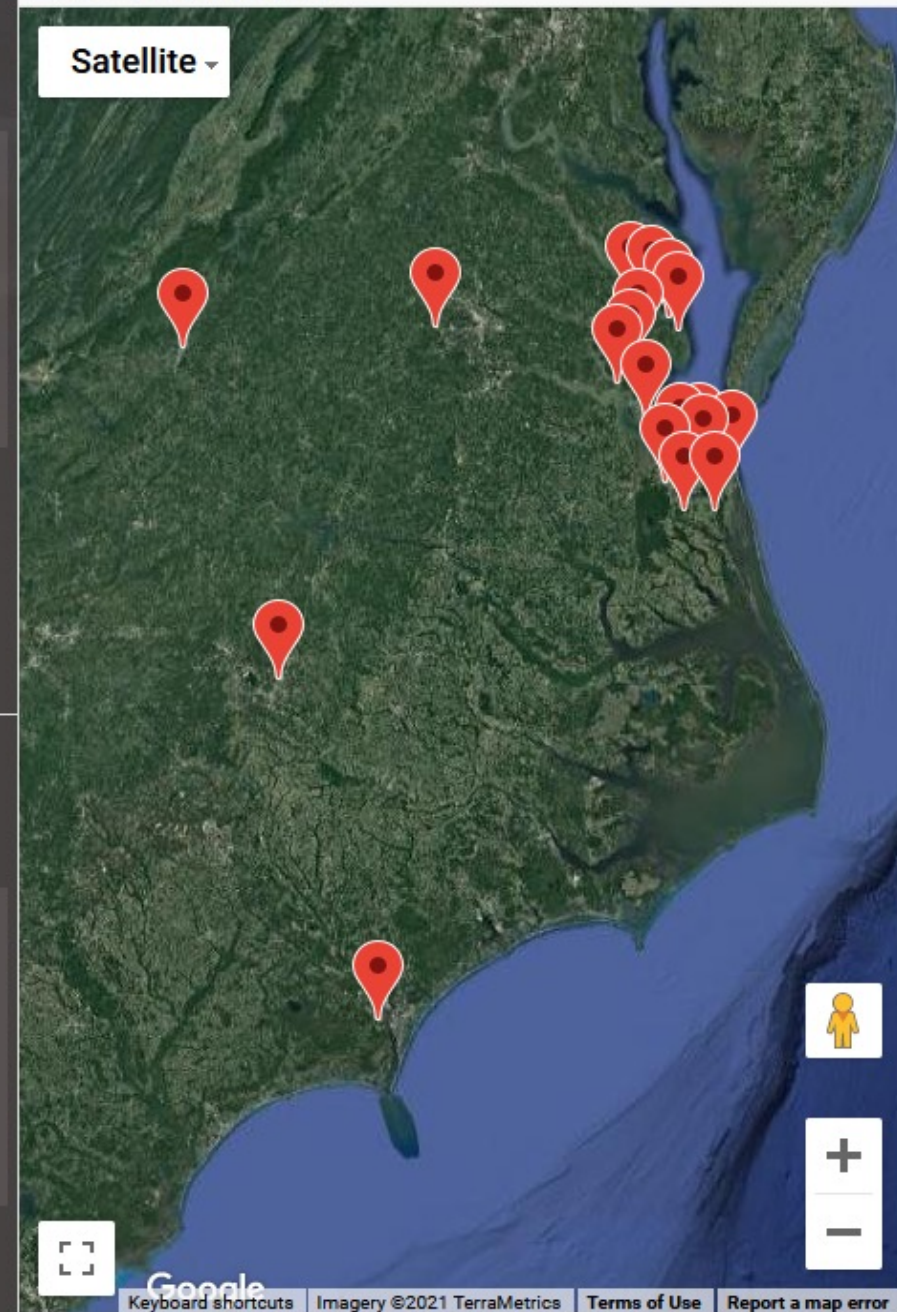 Satellite
+
−
Google
Keyboard shortcuts
Imagery ©2021 TerraMetrics
Terms of Use
Report a map error